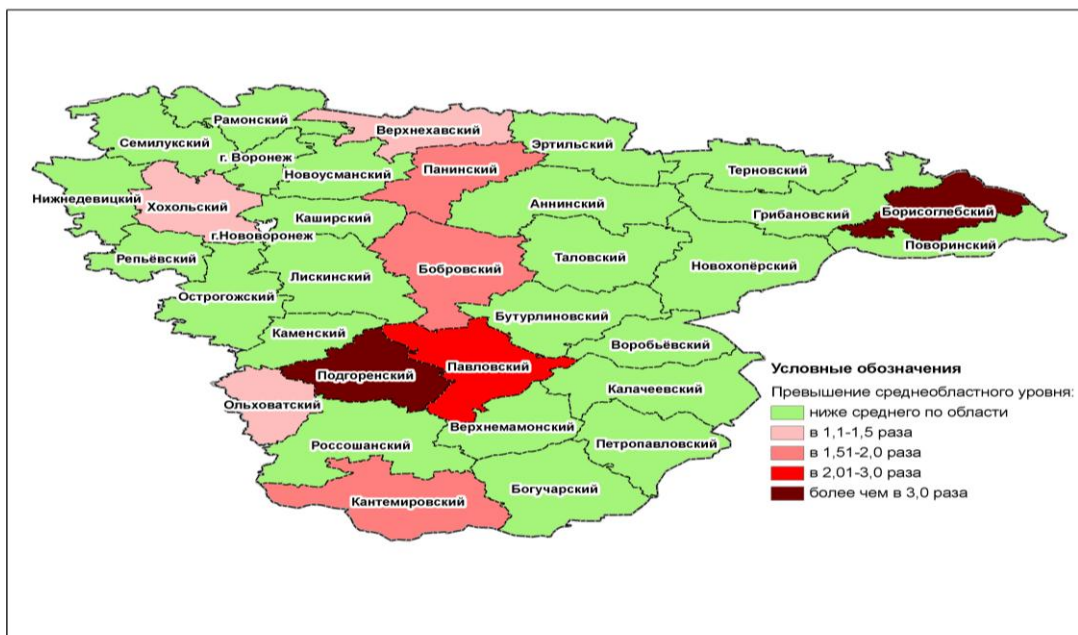 Рамонский
Верхнехавский
Семилукский
Эртильский
г. Воронеж
Панинский
Терновский
Новоусманский
Нижнедевицкий
Хохольский
Аннинский
Борисоглебский
Каширский
Грибановский
г.Нововоронеж
Поворинский
Репьёвский
Таловский
Новохопёрский
Лискинский
Бобровский
Острогожский
Бутурлиновский
Каменский
Воробьёвский
Павловский
Подгоренский
Калачеевский
Ольховатский
Верхнемамонский
Россошанский
Петропавловский
Богучарский
Кантемировский
Условные обозначения
Превышение среднеобластного уровня:
ниже среднего по области
в 1,1-1,5 раза
в 1,51-2,0 раза
в 2,01-3,0 раза
более чем в 3,0 раза